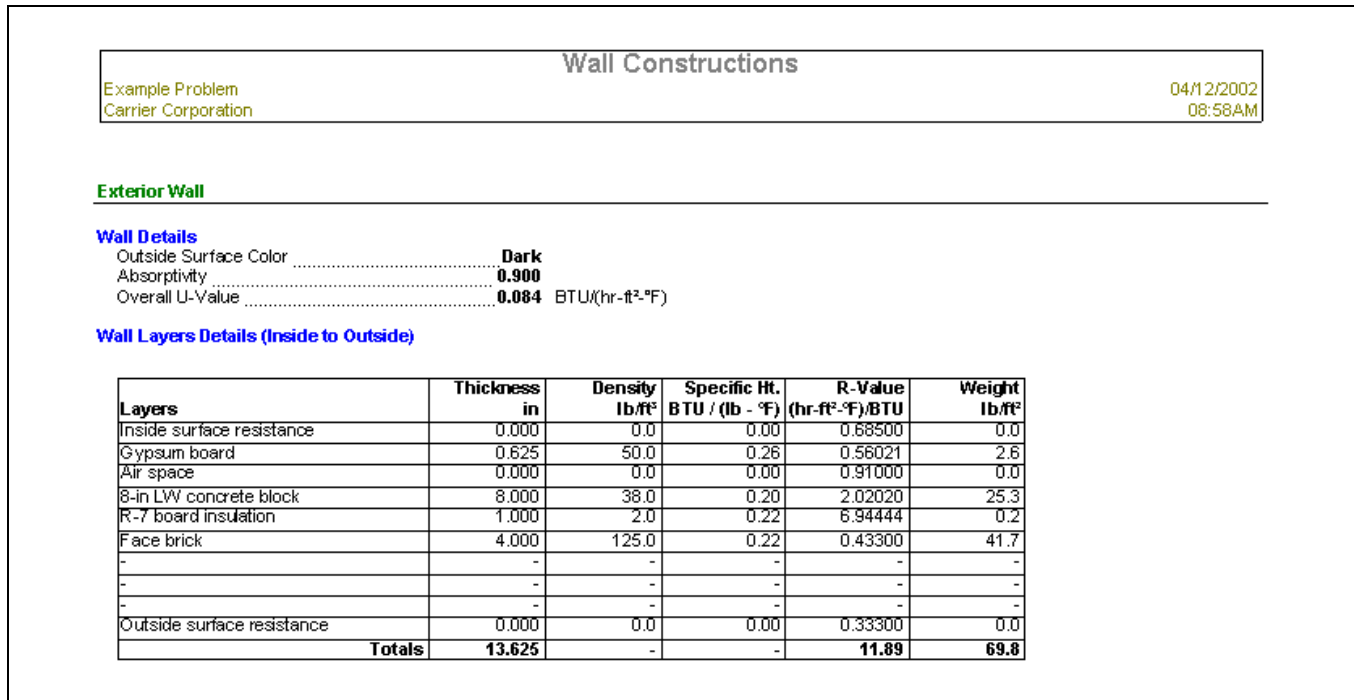 Wall Constructions
Example Problem 04/12/2002
Carrier Corporation 08:58AM
Exterior Wall
Wall Details
Outside Surface Color Dark
Absorptivity 0.900
Overall U-Value 0.084 BTU/(hr-ft²-°F)
Wall Layers Details (Inside to Outside)
Thickness Density Specific Ht. R-Value Weight
Layers in lb/ft³ BTU / (lb - °F) (hr-ft²-°F)/BTU lb/ft²
Inside surface resistance 0.000 0.0 0.00 0.68500 0.0
Gypsum board 0.625 50.0 0.26 0.56021 2.6
Air space 0.000 0.0 0.00 0.91000 0.0
8-in LW concrete block 8.000 38.0 0.20 2.02020 25.3
R-7 board insulation 1.000 2.0 0.22 6.94444 0.2
Face brick 4.000 125.0 0.22 0.43300 41.7
- - - - - -
- - - - - -
- - - - - -
Outside surface resistance 0.000 0.0 0.00 0.33300 0.0
Totals 13.625 - - 11.89 69.8